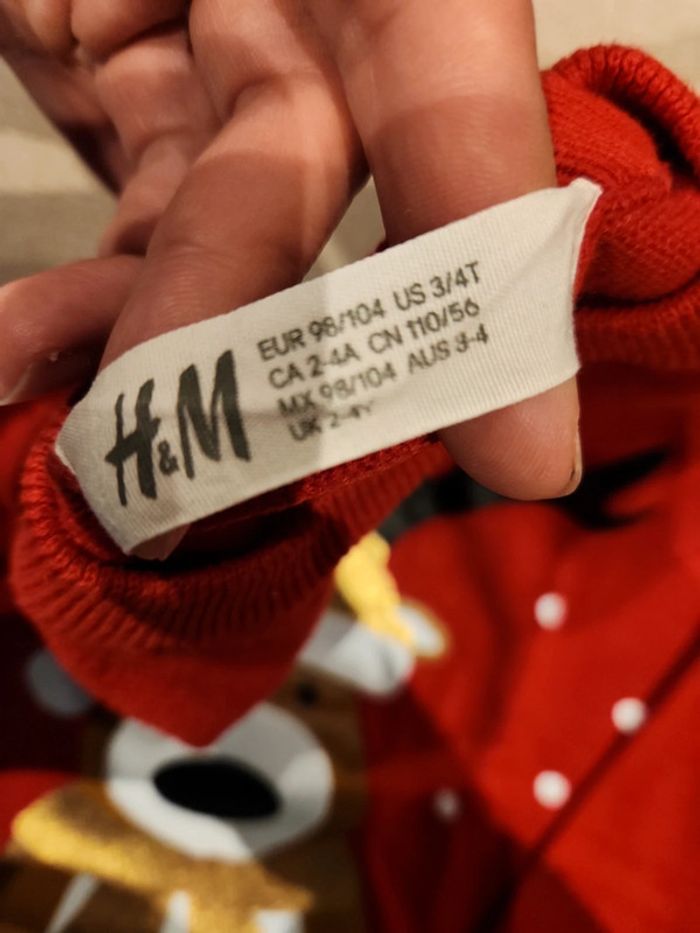 H&M
EUR 98/104 US 3/4T
CA 2-4A CN 110/56
MX 98/104 AUS 3-4
UK 2-4Y